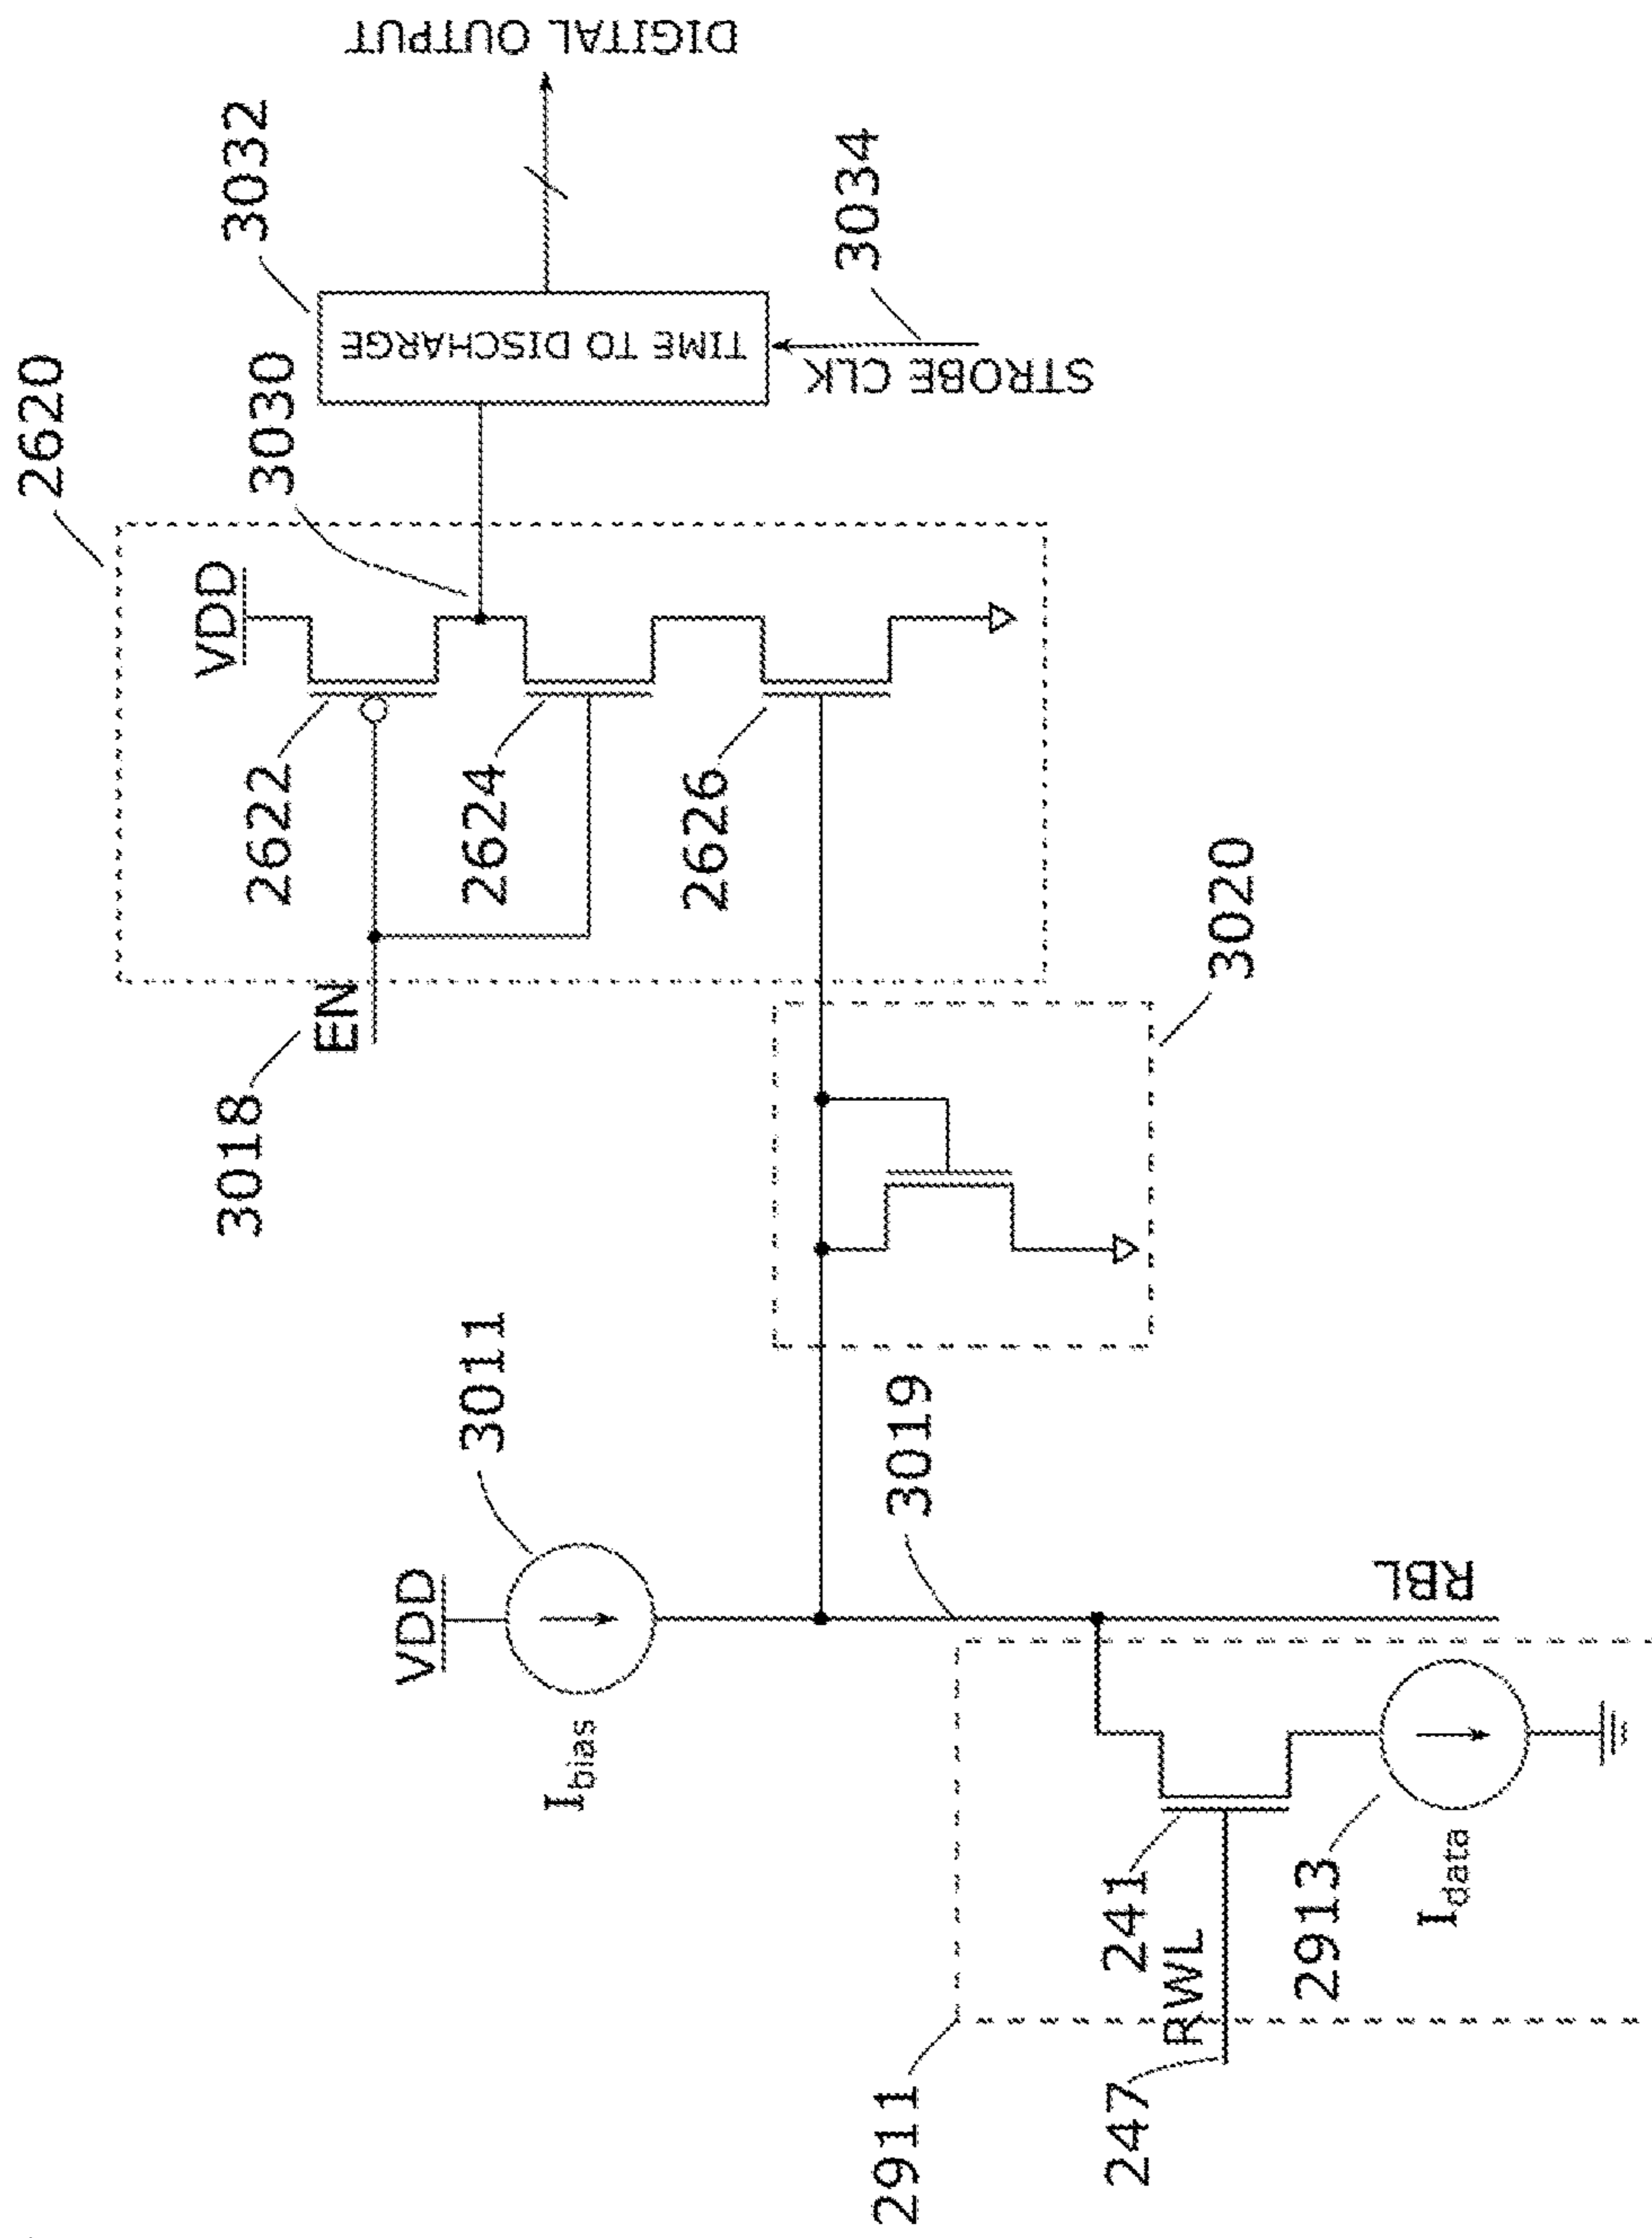 2620
VDD
3030
3032
DIGITAL OUTPUT
TIME TO DISCHARGE
STROBE CLK
3034
2622
2624
2626
EN
3018
3020
VDD
3011
Ibias
3019
RBL
2911
241
RWL
247
2913
Idata